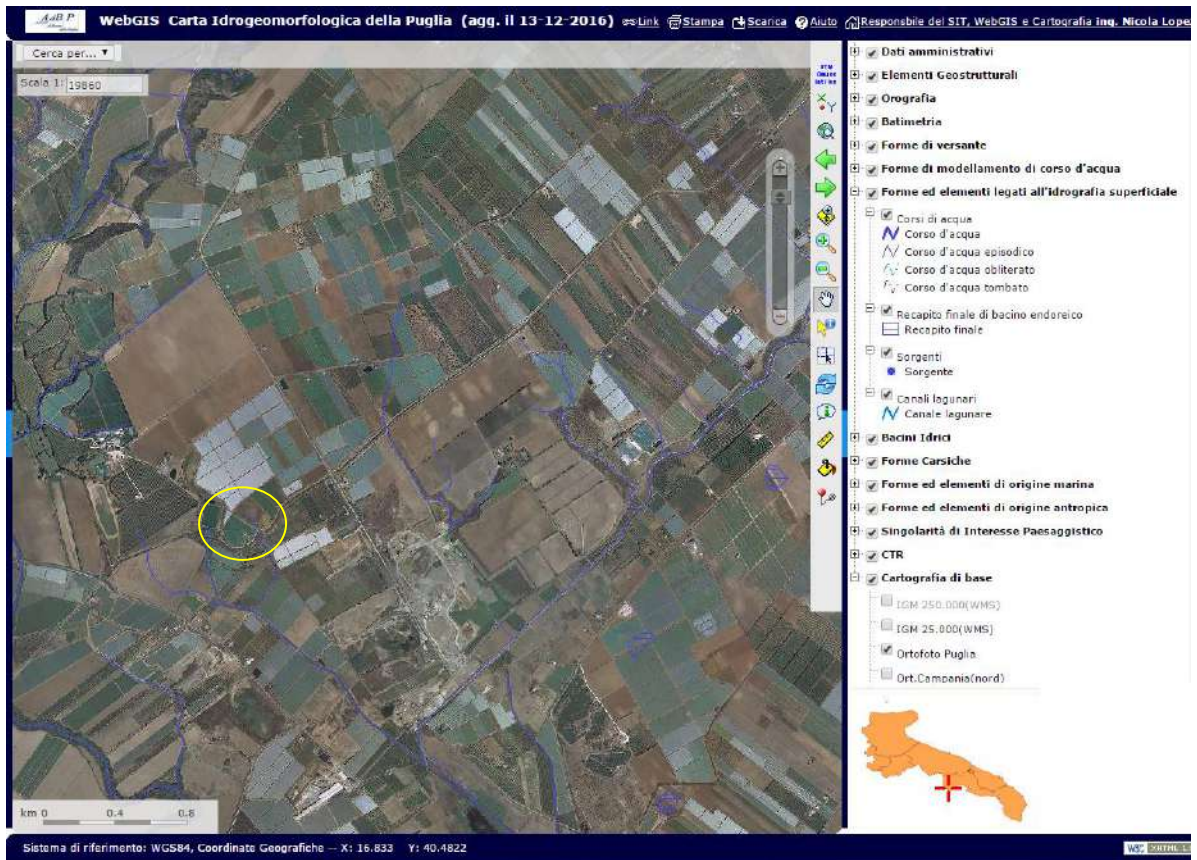 AdB P
WebGIS Carta Idrogeomorfologica della Puglia (agg. il 13-12-2016) Link Stampa Scarica Aiuto Responsbile del SIT, WebGIS e Cartografia ing. Nicola Lopez
Cerca per... ▼
Scala 1: 19860
Dati amministrativi
Elementi Geostrutturali
Orografia
Batimetria
Forme di versante
Forme di modellamento di corso d'acqua
Forme ed elementi legati all'idrografia superficiale
Corsi di acqua
Corso d'acqua
Corso d'acqua episodico
Corso d'acqua obliterato
Corso d'acqua tombato
Recapito finale di bacino endoreico
Recapito finale
Sorgenti
Sorgente
Canali lagunari
Canale lagunare
Bacini Idrici
Forme Carsiche
Forme ed elementi di origine marina
Forme ed elementi di origine antropica
Singolarità di Interesse Paesaggistico
CTR
Cartografia di base
IGM 250.000(WMS)
IGM 25.000(WMS)
Ortofoto Puglia
Ort.Campania(nord)
km 0 0.4 0.8
Sistema di riferimento: WGS84, Coordinate Geografiche -- X: 16.833 Y: 40.4822
W3C XHTML 1.